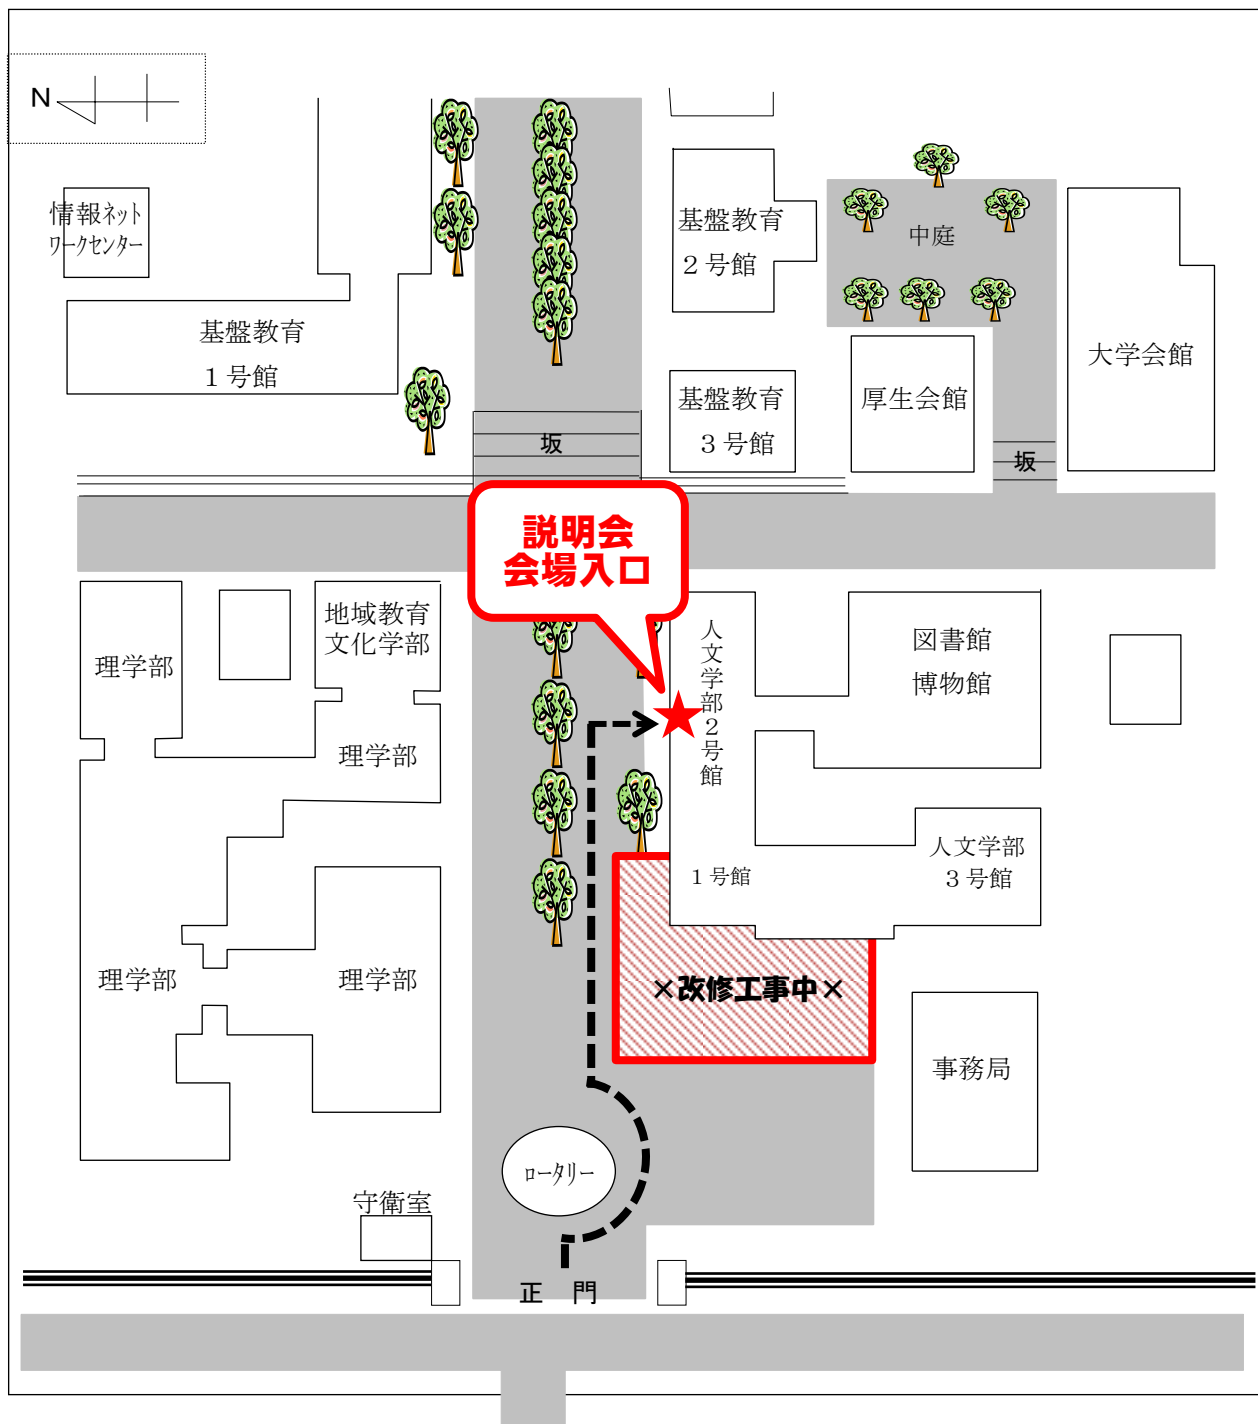 N
情報ネット
ワークセンター
基盤教育
１号館
基盤教育
２号館
中庭
大学会館
基盤教育
３号館
厚生会館
坂
坂
説明会
会場入口
理学部
地域教育
文化学部
理学部
人文学部２号館
図書館
博物館
１号館
人文学部
３号館
理学部
理学部
×改修工事中×
事務局
ロータリー
守衛室
正　門